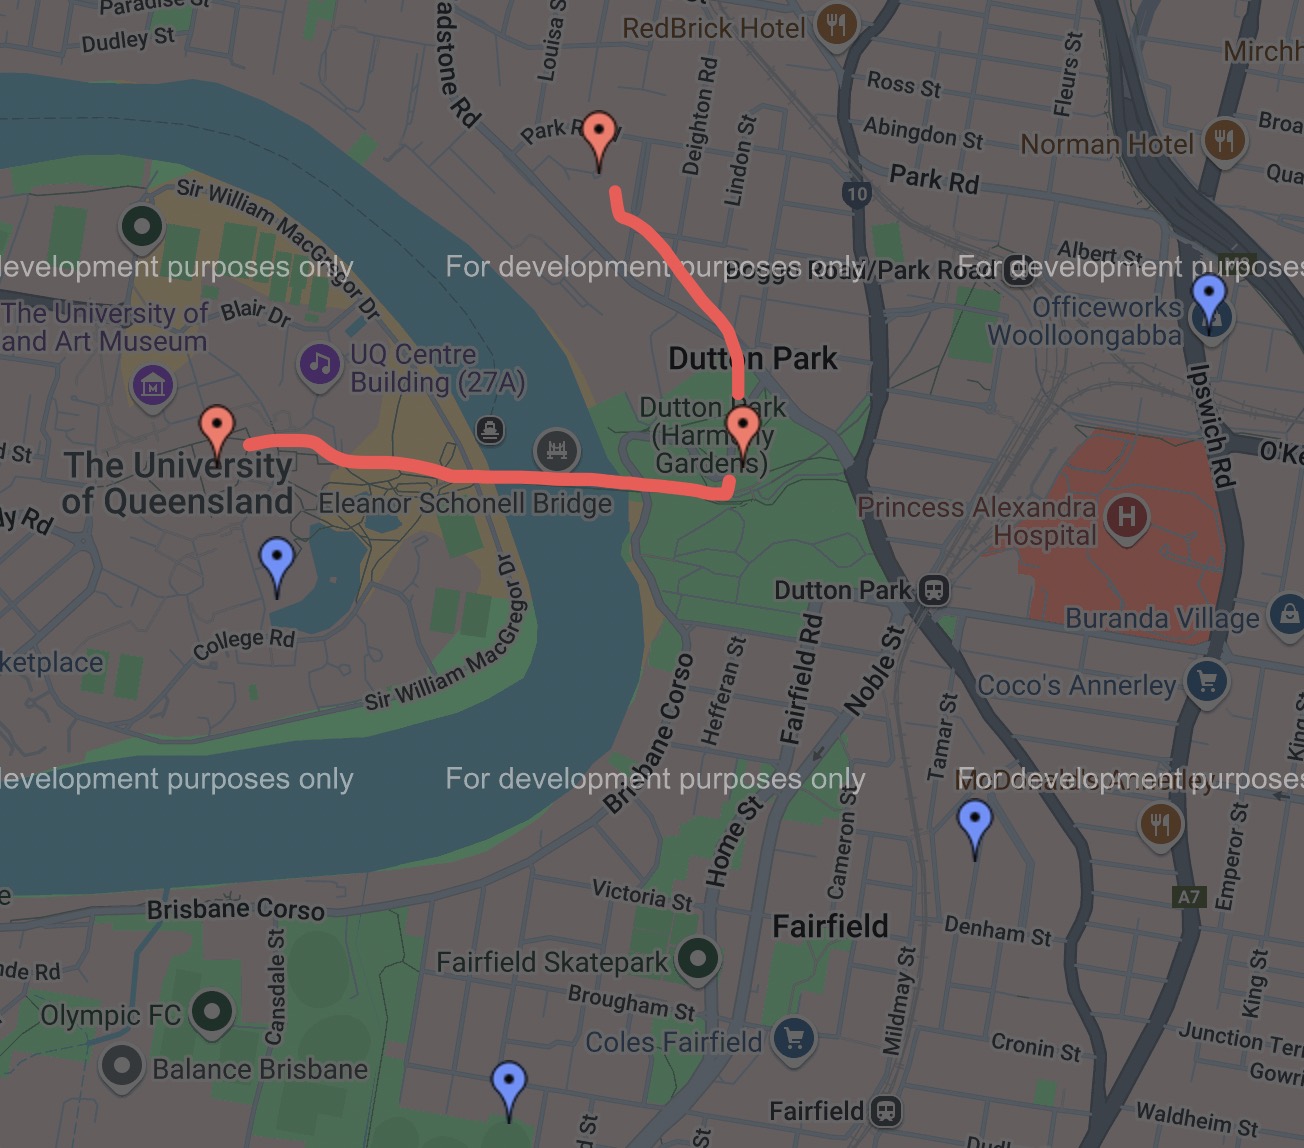 Paradise St
Dudley St
adstone Rd
Louisa S
RedBrick Hotel
Deighton Rd
Lindon St
Ross St
Abingdon St
Park Rd
Fleurs St
Norman Hotel
Mirchh
Broa
Qua
10
Albert St
Sir William MacGregor Dr
Blair Dr
development purposes only
For development purposes only
For development purposes
Boggo Road/Park Road
The University of
and Art Museum
UQ Centre
Building (27A)
Officeworks
Woolloongabba
Ipswich Rd
O'Ke
Dutton Park
Dutton Park
(Harmony
Gardens)
d St
The University
of Queensland
ly Rd
Eleanor Schonell Bridge
Princess Alexandra
Hospital
H
Dutton Park
Buranda Village
College Rd
ketplace
Sir William MacGregor Dr
Brisbane Corso
Hefferan St
Fairfield Rd
Noble St
Coco's Annerley
Tamar St
King S
development purposes only
For development purposes only
For development purposes
McDonald's Annerley
Home St
Cameron St
Emperor St
A7
e
Victoria St
Brisbane Corso
Cansdale St
Fairfield
Denham St
Fairfield Skatepark
Brougham St
Mildmay St
King St
nde Rd
Olympic FC
Coles Fairfield
Cronin St
Junction Terr
Gowri
Balance Brisbane
Fairfield
Waldheim St
d St
St
Dudl